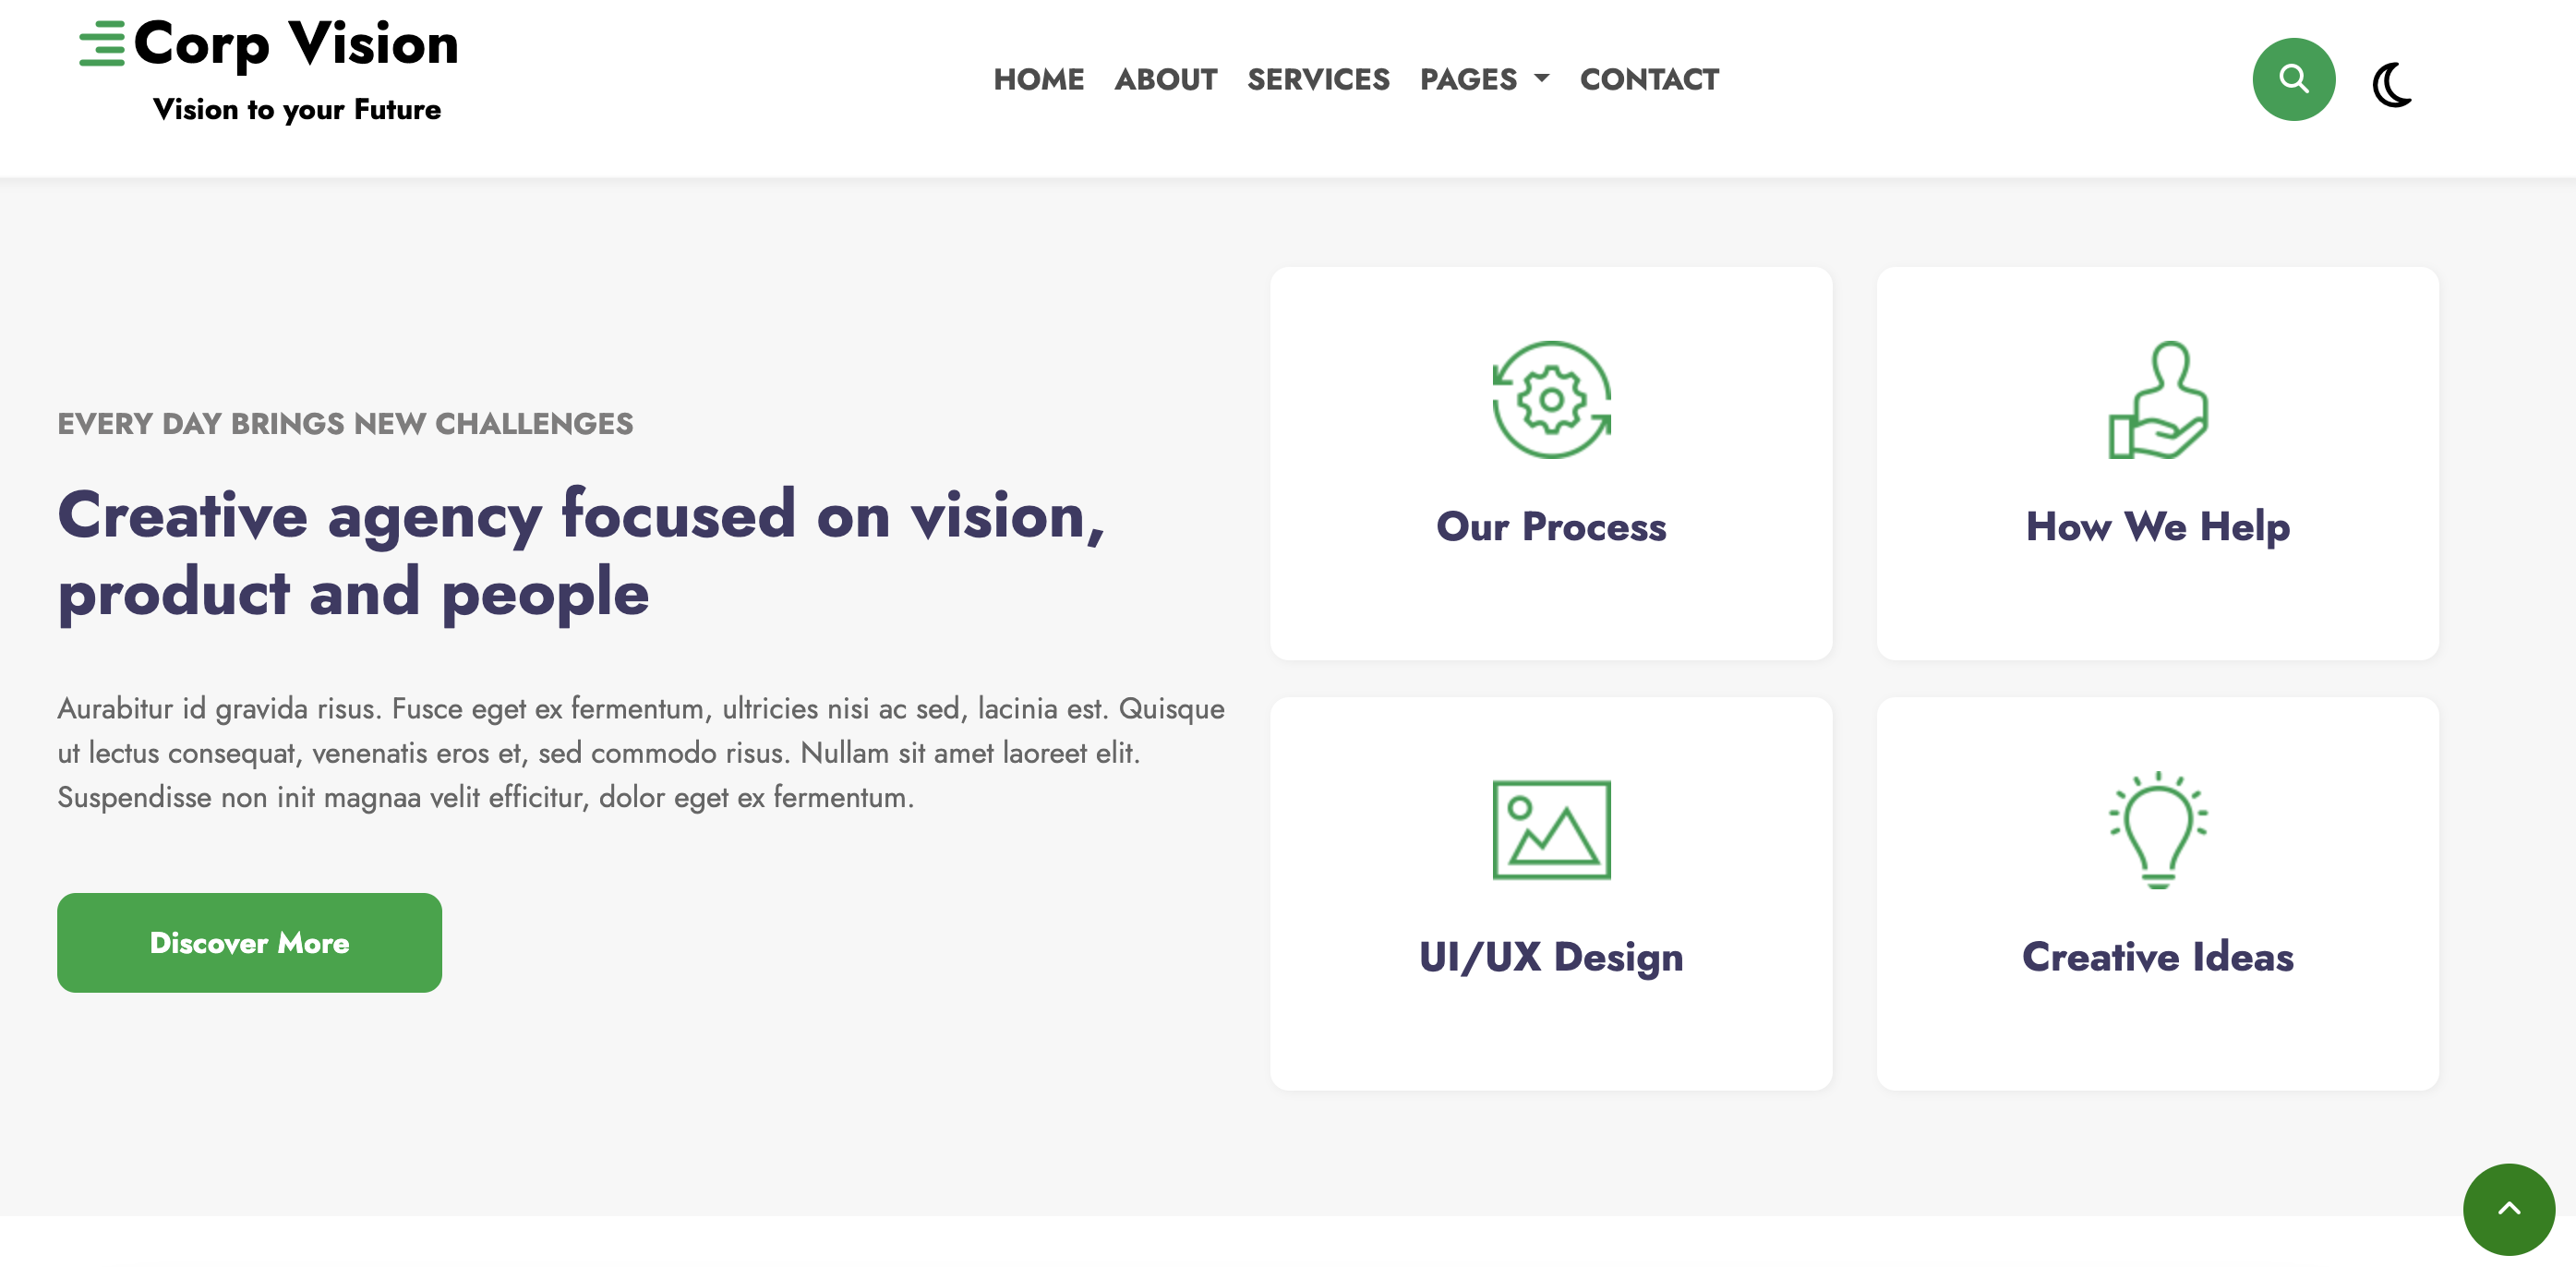 Corp Vision
Vision to your Future
HOME ABOUT SERVICES PAGES CONTACT
EVERY DAY BRINGS NEW CHALLENGES
Creative agency focused on vision,
product and people
Aurabitur id gravida risus. Fusce eget ex fermentum, ultricies nisi ac sed, lacinia est. Quisque
ut lectus consequat, venenatis eros et, sed commodo risus. Nullam sit amet laoreet elit.
Suspendisse non init magnaa velit efficitur, dolor eget ex fermentum.
Discover More
Our Process
How We Help
UI/UX Design
Creative Ideas